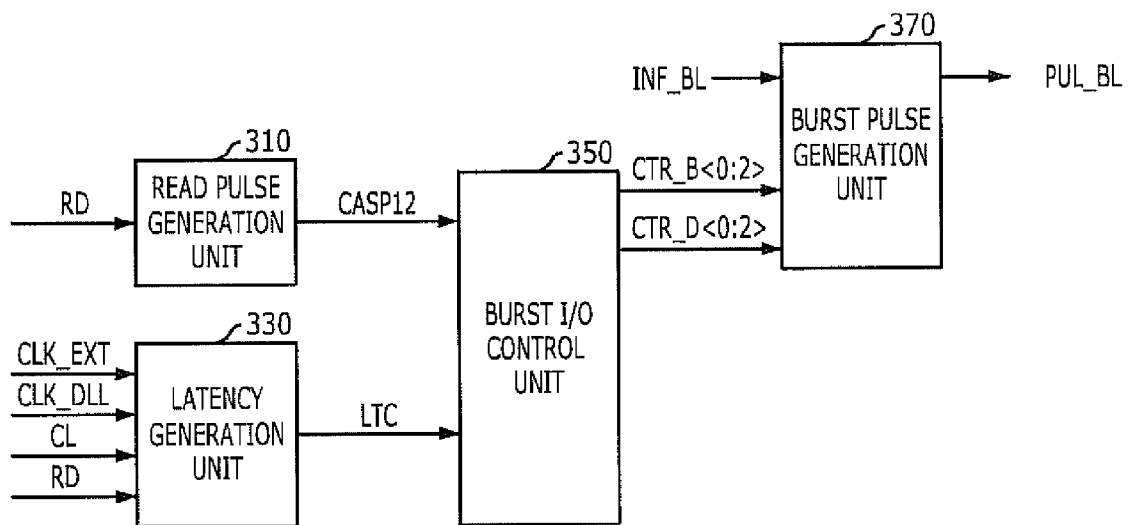 370
INF_BL
PUL_BL
BURST PULSE
GENERATION
UNIT
310
350
READ PULSE
GENERATION
UNIT
RD
CASP12
CTR_B<0:2>
CTR_D<0:2>
BURST I/O
CONTROL
UNIT
330
CLK_EXT
CLK_DLL
CL
RD
LATENCY
GENERATION
UNIT
LTC